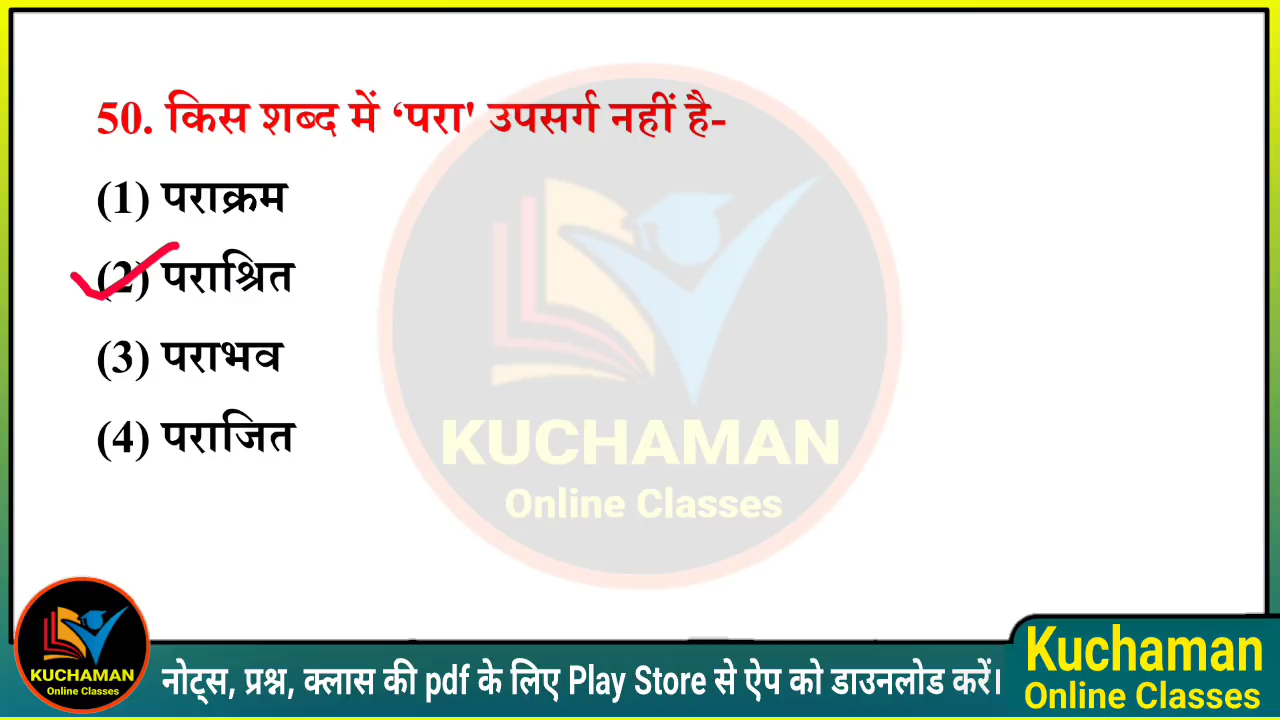 50. किस शब्द में ‘परा' उपसर्ग नहीं है-
(1) पराक्रम
(2) पराश्रित
(3) पराभव
(4) पराजित
KUCHAMAN
Online Classes
KUCHAMAN
Online Classes
नोट्स, प्रश्न, क्लास की pdf के लिए Play Store से ऐप को डाउनलोड करें।
Kuchaman
Online Classes